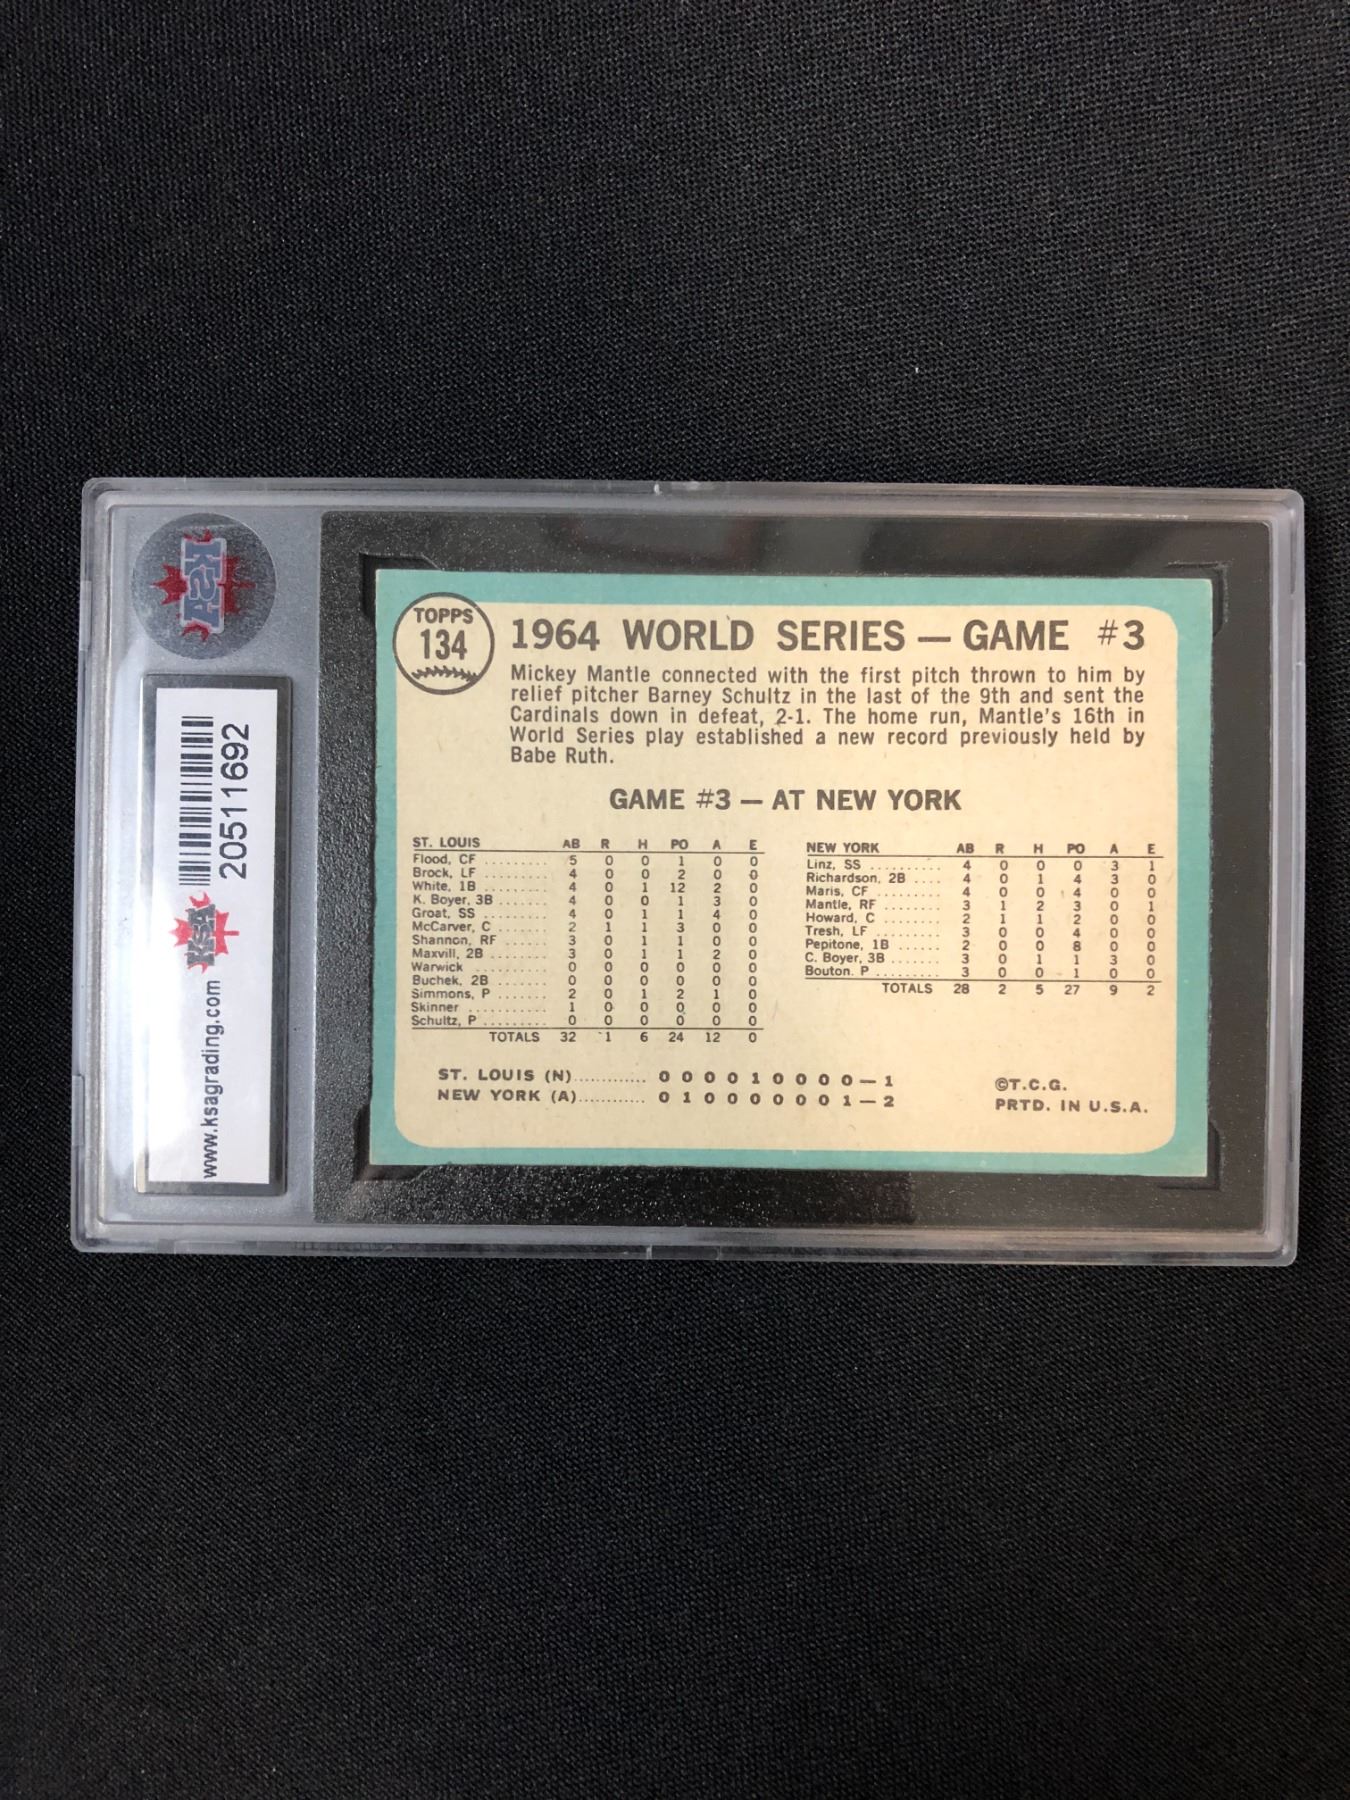 KSA
20511692
KSA
www.ksagrading.com
TOPPS
134
1964 WORLD SERIES — GAME #3
Mickey Mantle connected with the first pitch thrown to him by
relief pitcher Barney Schultz in the last of the 9th and sent the
Cardinals down in defeat, 2-1. The home run, Mantle's 16th in
World Series play established a new record previously held by
Babe Ruth.
GAME #3 — AT NEW YORK
ST. LOUIS AB R H PO A E
Flood, CF ......... 5 0 0 1 0 0
Brock, LF ......... 4 0 0 2 0 0
White, 1B ......... 4 0 1 12 2 0
K. Boyer, 3B ....... 4 0 0 1 3 0
Groat, SS ......... 4 0 1 1 4 0
McCarver, C ....... 2 1 1 3 0 0
Shannon, RF ...... 3 0 1 1 0 0
Maxvill, 2B ........ 3 0 1 1 2 0
Warwick .......... 0 0 0 0 0 0
Buchek, 2B ....... 0 0 0 0 0 0
Simmons, P ....... 2 0 1 2 1 0
Skinner ........... 1 0 0 0 0 0
Schultz, P ......... 0 0 0 0 0 0
TOTALS 32 1 6 24 12 0
NEW YORK AB R H PO A E
Linz, SS .......... 4 0 0 0 3 1
Richardson, 2B .... 4 0 1 4 3 0
Maris, CF ......... 4 0 0 4 0 0
Mantle, RF ........ 3 1 2 3 0 1
Howard, C ........ 2 1 1 2 0 0
Tresh, LF ......... 3 0 0 4 0 0
Pepitone, 1B ...... 2 0 0 8 0 0
C. Boyer, 3B ....... 3 0 1 1 3 0
Bouton. P ......... 3 0 0 1 0 0
TOTALS 28 2 5 27 9 2
ST. LOUIS (N)............. 0 0 0 0 1 0 0 0 0 — 1
NEW YORK (A)............ 0 1 0 0 0 0 0 0 1 — 2
©T.C.G.
PRTD. IN U.S.A.